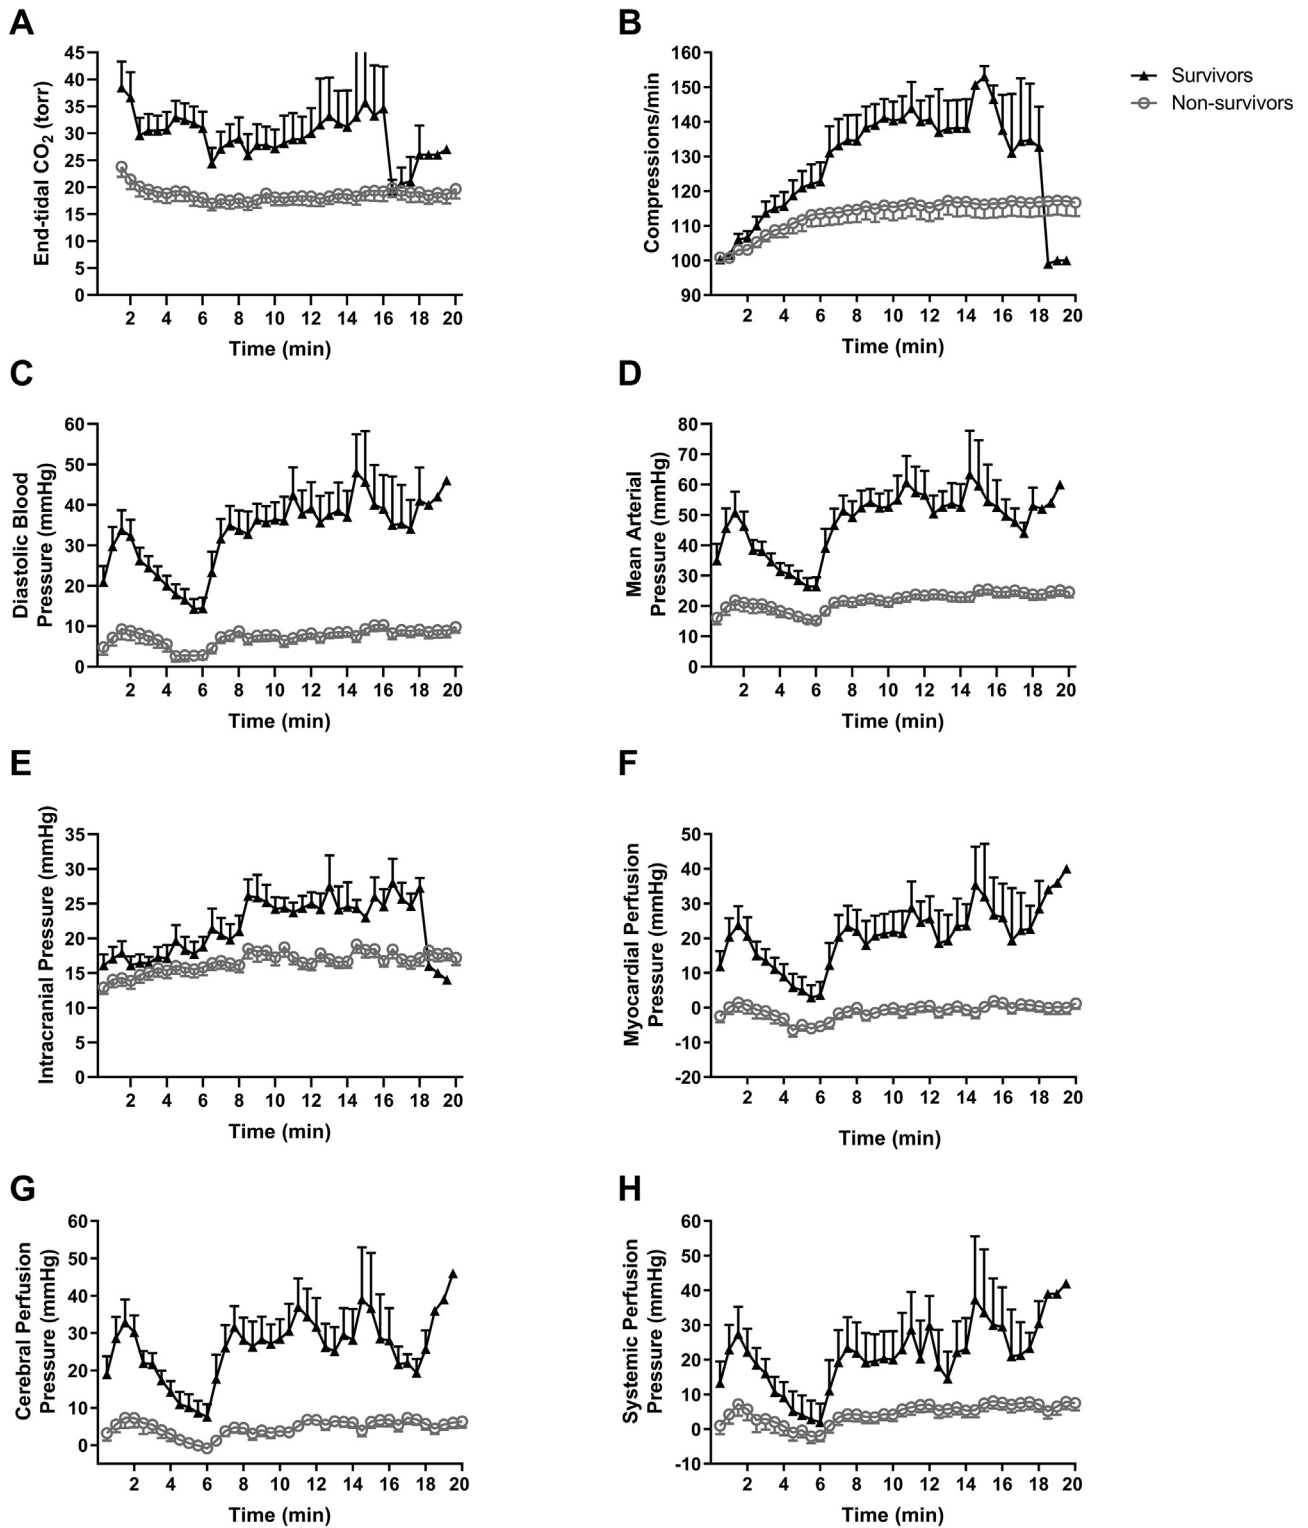 A
End-tidal CO2 (torr)
45
40
35
30
25
20
15
10
5
0
2 4 6 8 10 12 14 16 18 20
Time (min)
B
Compressions/min
160
150
140
130
120
110
100
90
2 4 6 8 10 12 14 16 18 20
Time (min)
Survivors
Non-survivors
C
Diastolic Blood
Pressure (mmHg)
60
50
40
30
20
10
0
2 4 6 8 10 12 14 16 18 20
Time (min)
D
Mean Arterial
Pressure (mmHg)
80
70
60
50
40
30
20
10
0
2 4 6 8 10 12 14 16 18 20
Time (min)
E
Intracranial Pressure (mmHg)
35
30
25
20
15
10
5
0
2 4 6 8 10 12 14 16 18 20
Time (min)
F
Myocardial Perfusion
Pressure (mmHg)
50
40
30
20
10
0
-10
-20
2 4 6 8 10 12 14 16 18 20
Time (min)
G
Cerebral Perfusion
Pressure (mmHg)
60
50
40
30
20
10
0
2 4 6 8 10 12 14 16 18 20
Time (min)
H
Systemic Perfusion
Pressure (mmHg)
60
50
40
30
20
10
0
-10
2 4 6 8 10 12 14 16 18 20
Time (min)